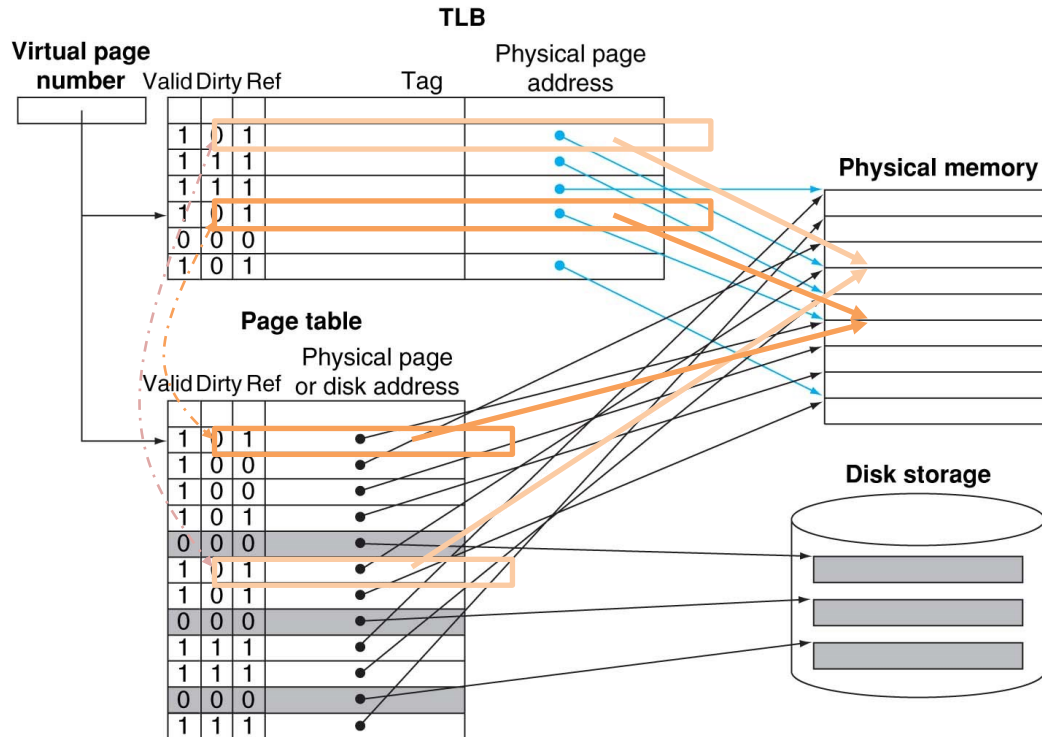 TLB
Virtual page
number
Valid Dirty Ref
Tag
Physical page
address
1 0 1
1 1 1
1 1 1
1 0 1
0 0 0
1 0 1
Physical memory
Page table
Physical page
or disk address
Valid Dirty Ref
1 0 1
1 0 0
1 0 0
1 0 1
0 0 0
1 0 1
1 0 1
0 0 0
1 1 1
1 1 1
0 0 0
1 1 1
Disk storage